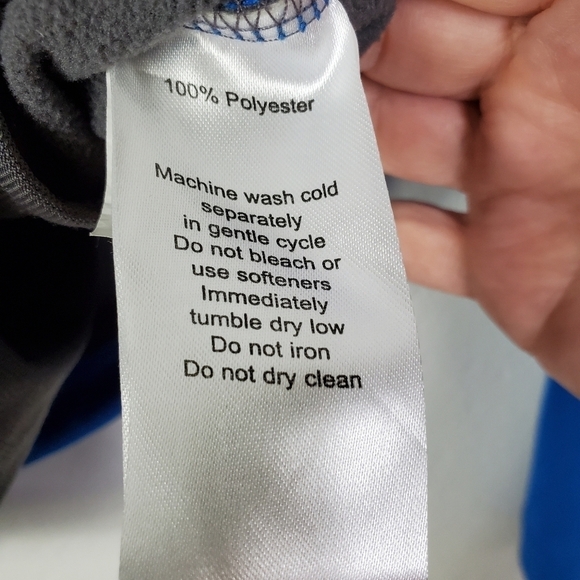 100% Polyester
Machine wash cold
separately
in gentle cycle
Do not bleach or
use softeners
Immediately
tumble dry low
Do not iron
Do not dry clean